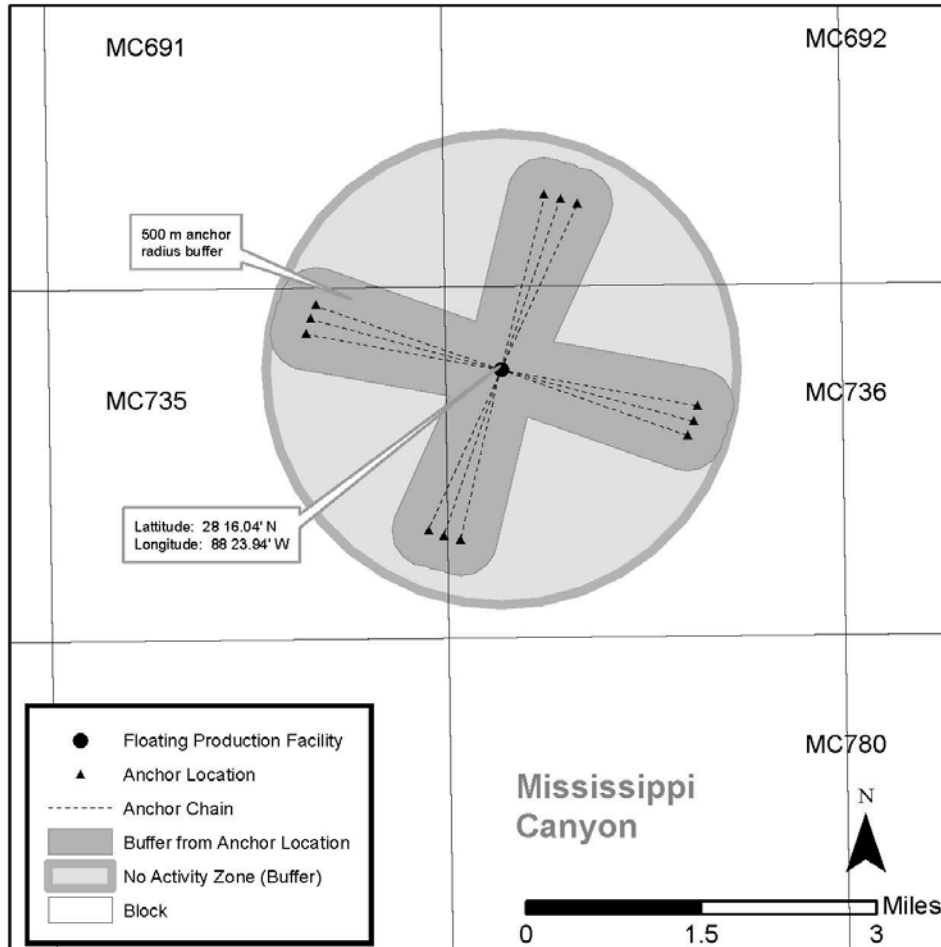 MC691
MC692
500 m anchor
radius buffer
MC735
MC736
Lattitude: 28 16.04' N
Longitude: 88 23.94' W
Floating Production Facility
Anchor Location
Anchor Chain
Buffer from Anchor Location
No Activity Zone (Buffer)
Block
MC780
Mississippi
Canyon
N
Miles
0 1.5 3